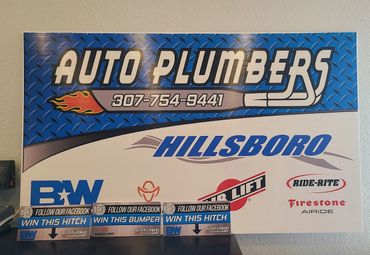 AUTO PLUMBERS
307-754-9441
HILLSBORO
B&W
AIR LIFT
RIDE-RITE
Firestone
AIRIDE
FOLLOW OUR FACEBOOK
WIN THIS HITCH
FOLLOW OUR FACEBOOK
WIN THIS BUMPER
FOLLOW OUR FACEBOOK
WIN THIS HITCH